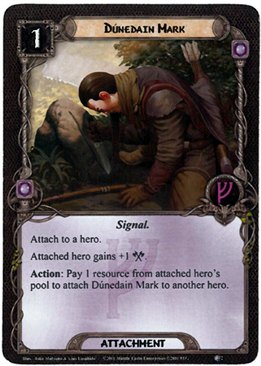 1
DÚNEDAIN MARK
Signal.
Attach to a hero.
Attached hero gains +1
Action: Pay 1 resource from attached hero's
pool to attach Dúnedain Mark to another hero.
ATTACHMENT